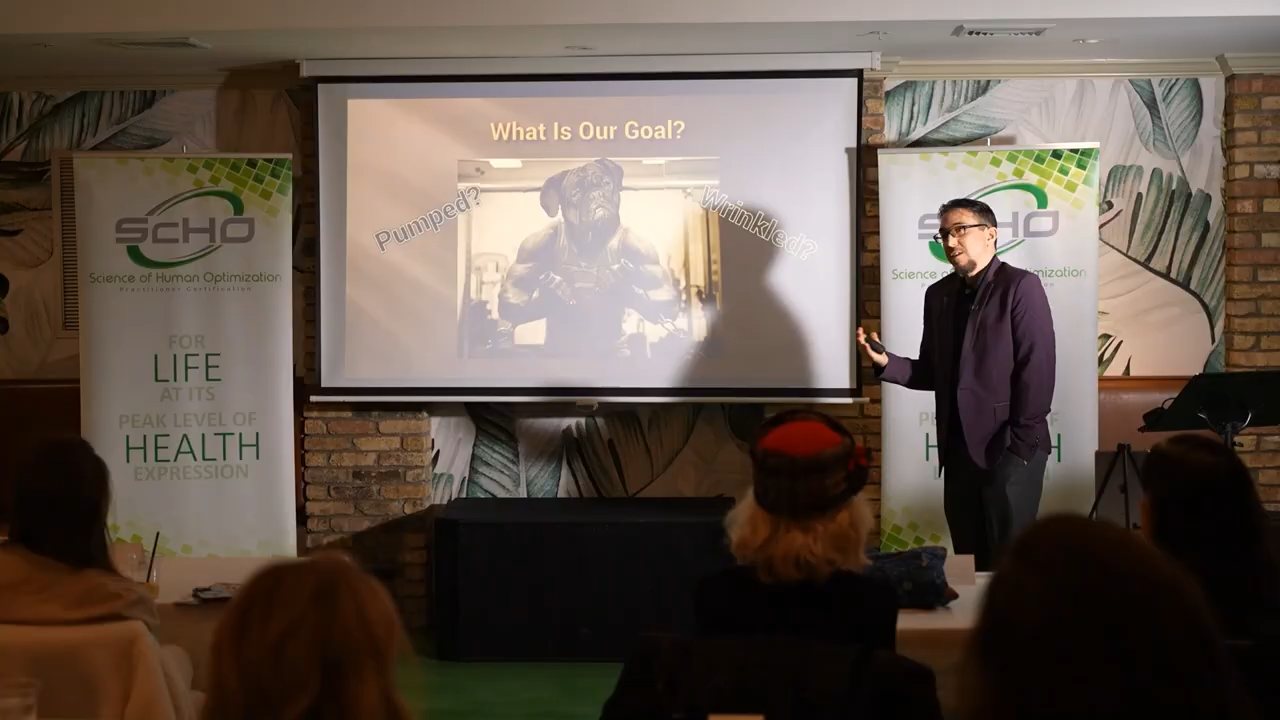 What Is Our Goal?
Pumped?
Wrinkled?
SCHO
Science of Human Optimization
Practitioner Certification
FOR
LIFE
AT ITS
PEAK LEVEL OF
HEALTH
EXPRESSION
SCHO
Science of Optimization